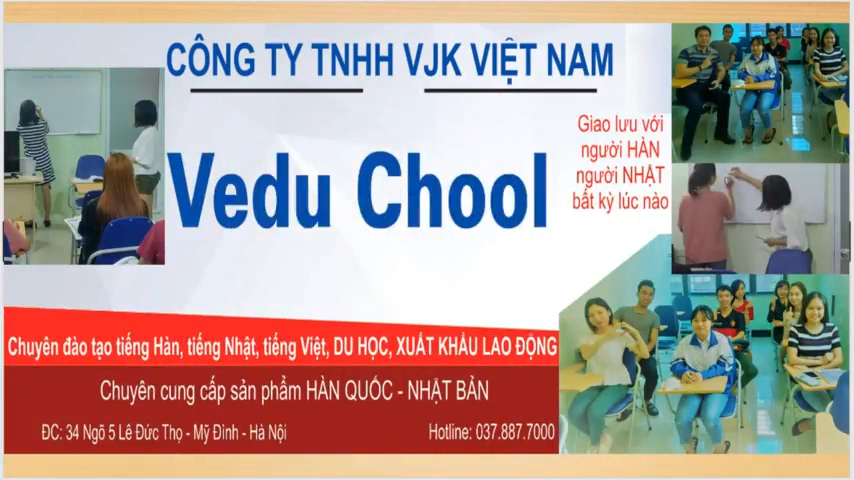 CÔNG TY TNHH VJK VIỆT NAM
Vedu Chool
Giao lưu với
người HÀN
người NHẬT
bất kỳ lúc nào
Chuyên đào tạo tiếng Hàn, tiếng Nhật, tiếng Việt, DU HỌC, XUẤT KHẨU LAO ĐỘNG
Chuyên cung cấp sản phẩm HÀN QUỐC - NHẬT BẢN
ĐC: 34 Ngõ 5 Lê Đức Thọ - Mỹ Đình - Hà Nội
Hotline: 037.887.7000